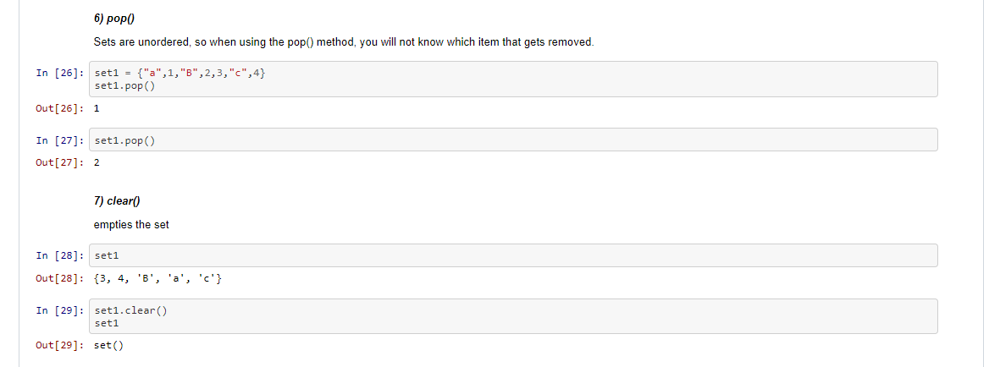 6) pop()
Sets are unordered, so when using the pop() method, you will not know which item that gets removed.
In [26]: set1 = {"a",1,"B",2,3,"c",4}
set1.pop()
Out[26]: 1
In [27]: set1.pop()
Out[27]: 2
7) clear()
empties the set
In [28]: set1
Out[28]: {3, 4, 'B', 'a', 'c'}
In [29]: set1.clear()
set1
Out[29]: set()